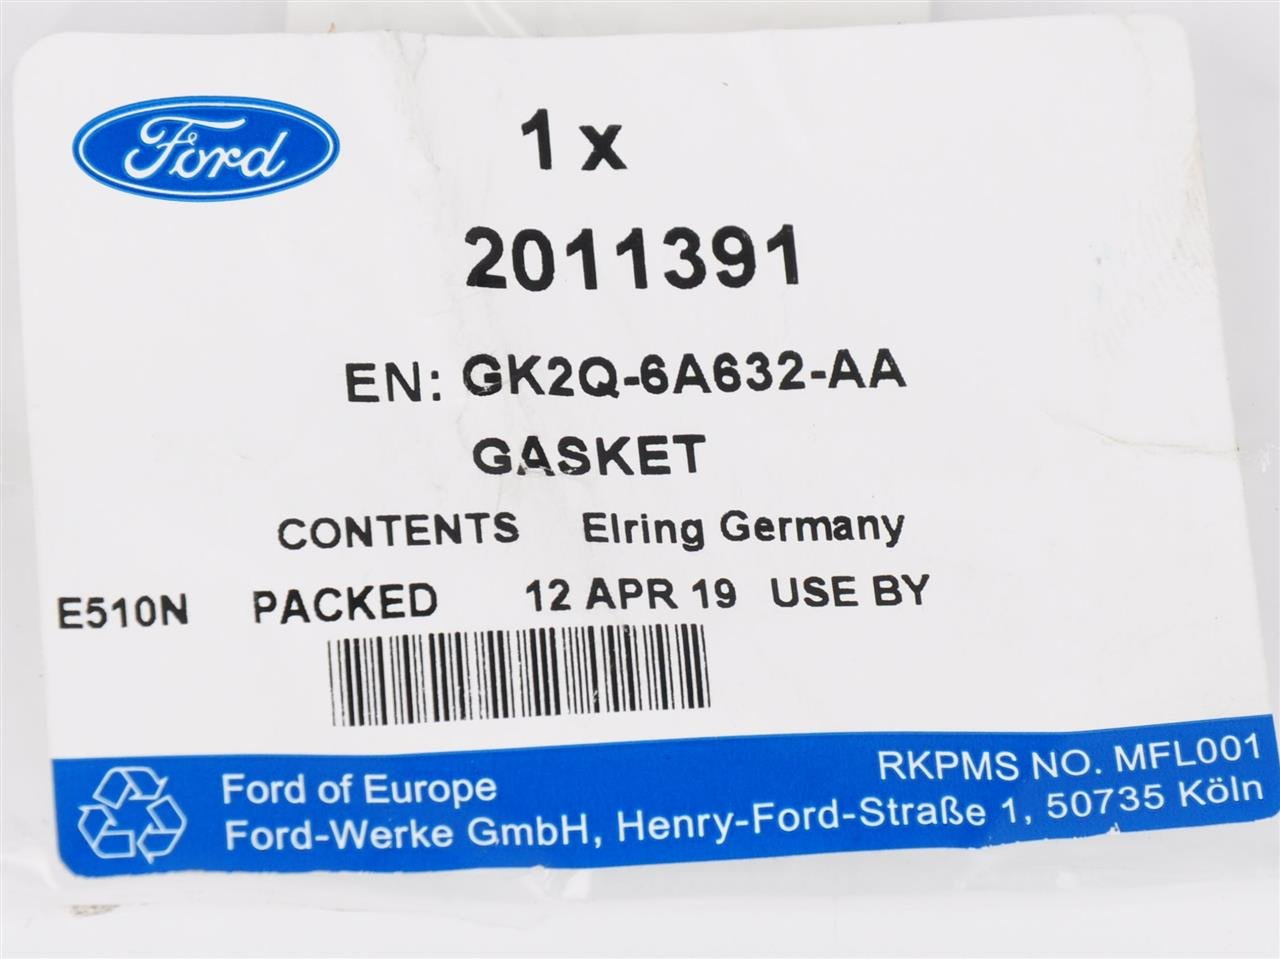 Ford
1 x
2011391
EN: GK2Q-6A632-AA
GASKET
CONTENTS Elring Germany
E510N PACKED 12 APR 19 USE BY
RKPMS NO. MFL001
Ford of Europe
Ford-Werke GmbH, Henry-Ford-Straße 1, 50735 Köln